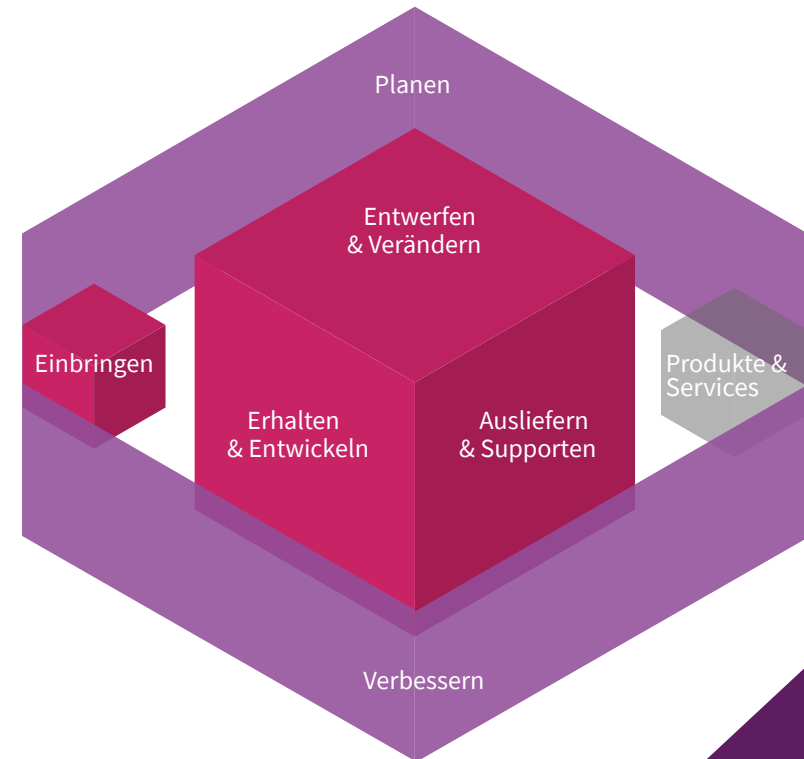 Planen
Entwerfen
& Verändern
Einbringen
Produkte &
Services
Erhalten
& Entwickeln
Ausliefern
& Supporten
Verbessern